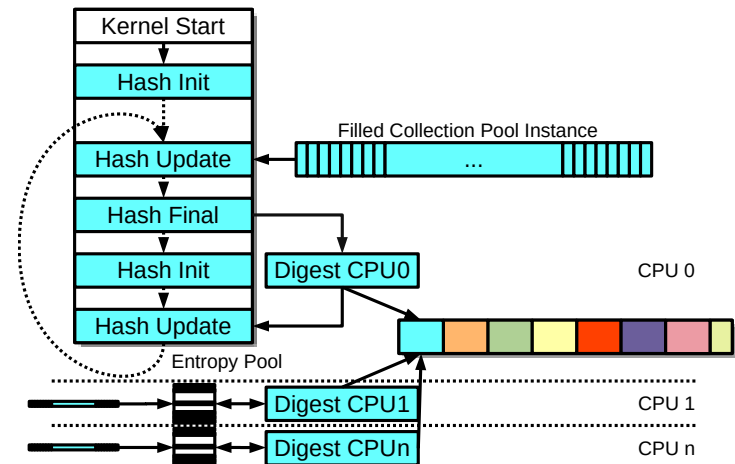 Kernel Start
Hash Init
Filled Collection Pool Instance
Hash Update
...
Hash Final
Hash Init
Digest CPU0
CPU 0
Hash Update
Entropy Pool
Digest CPU1
CPU 1
Digest CPUn
CPU n